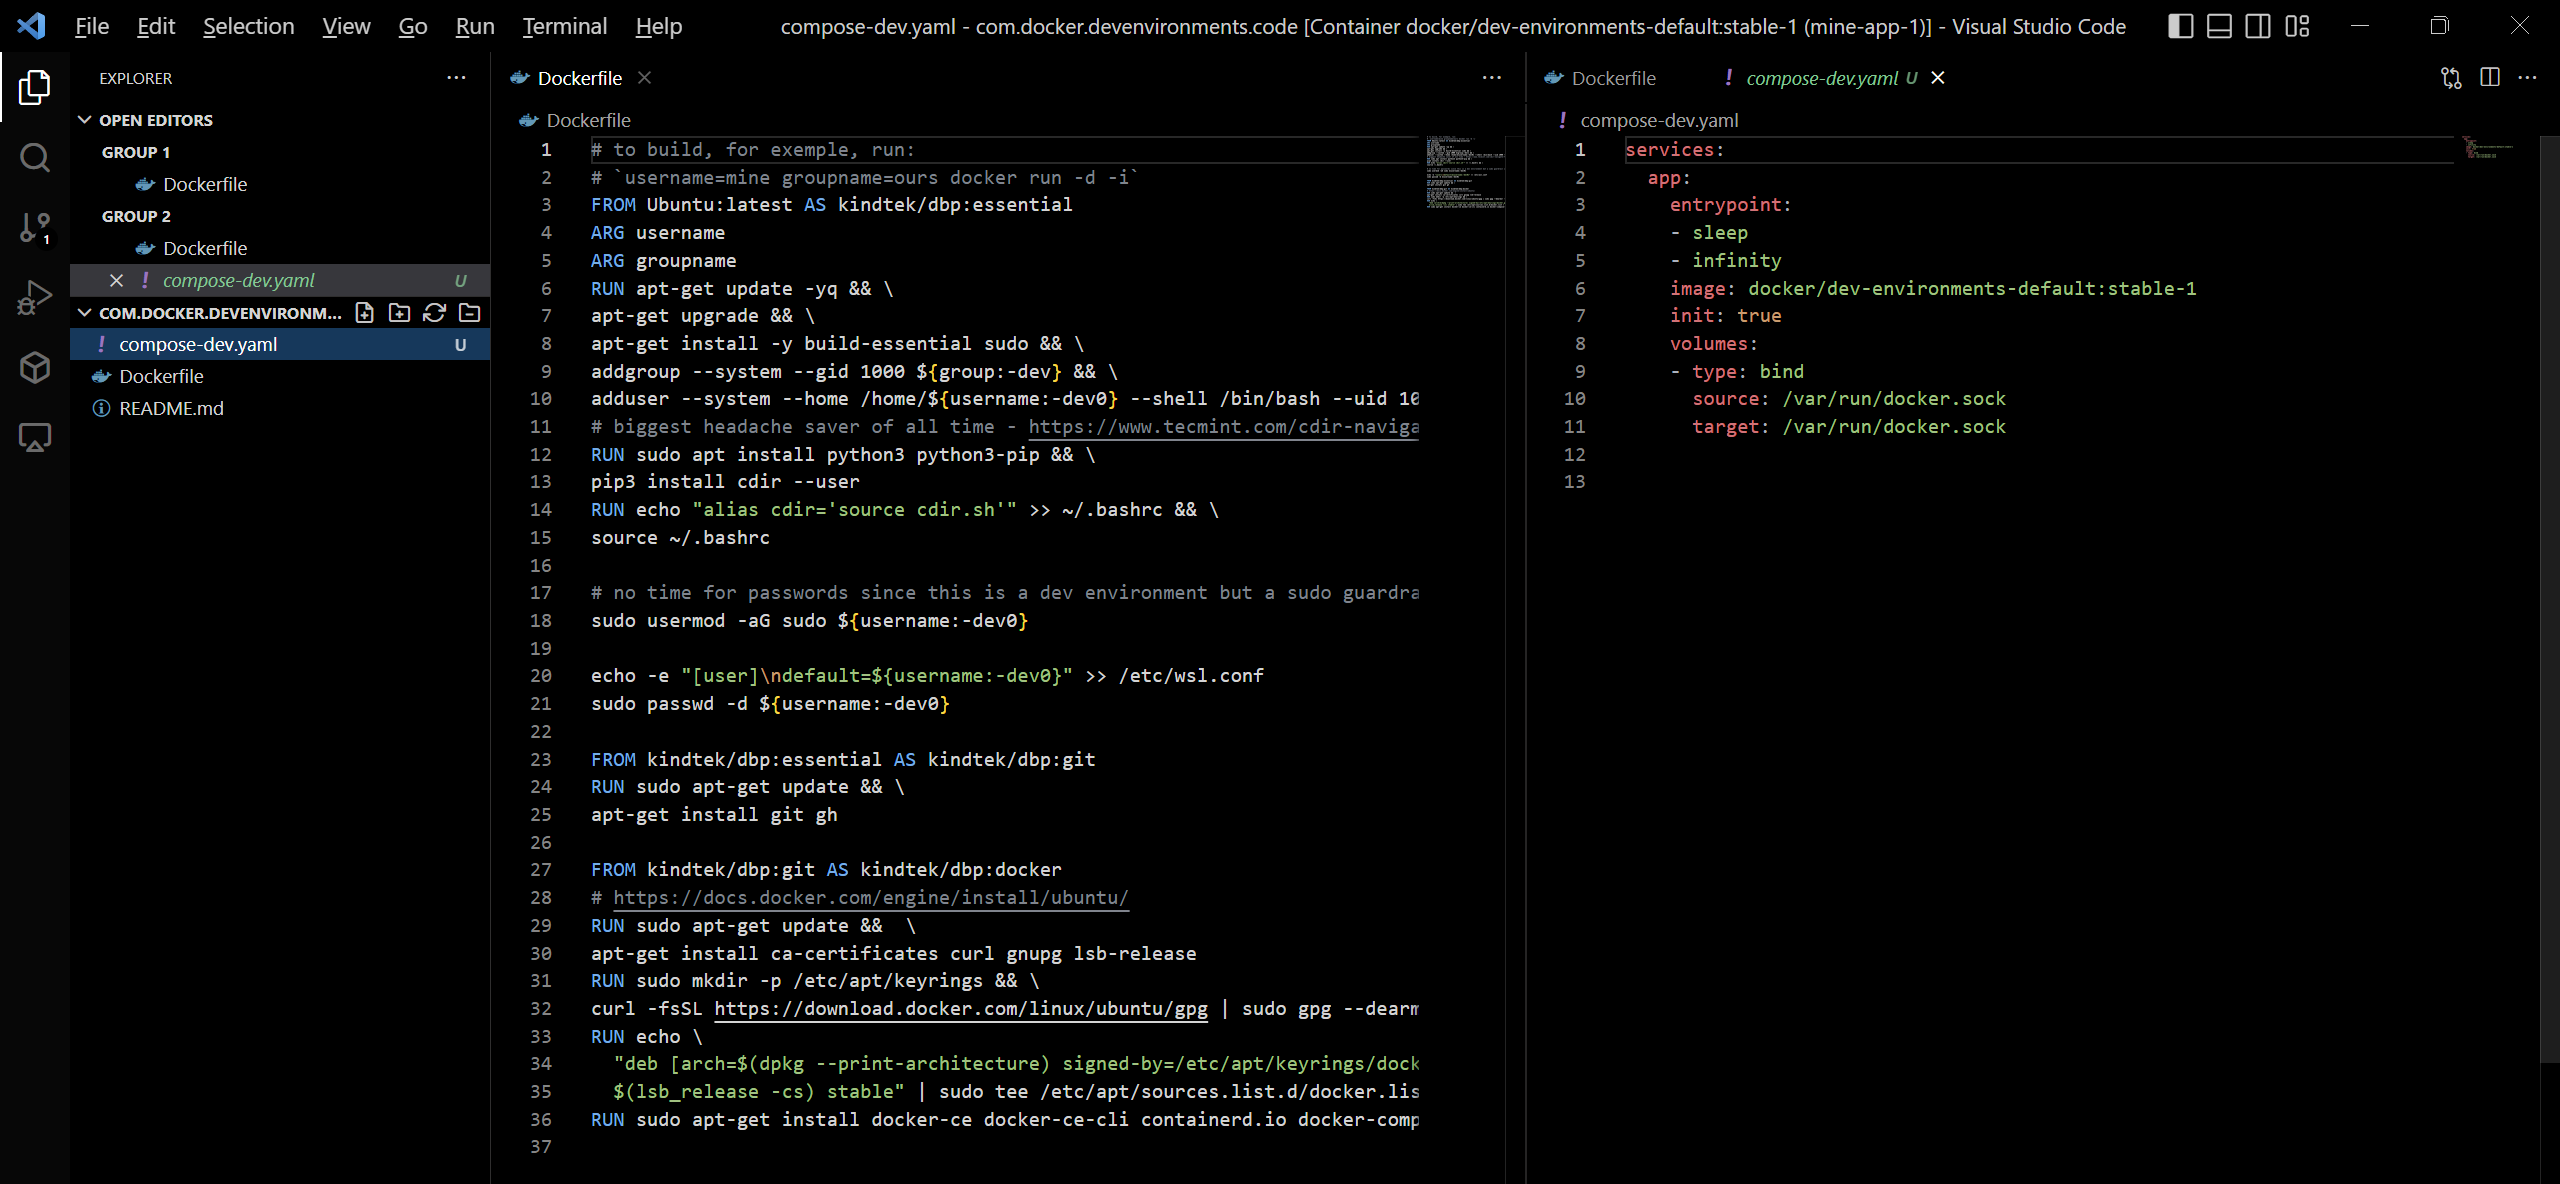 File Edit Selection View Go Run Terminal Help
compose-dev.yaml - com.docker.devenvironments.code [Container docker/dev-environments-default:stable-1 (mine-app-1)] - Visual Studio Code
EXPLORER
OPEN EDITORS
GROUP 1
Dockerfile
GROUP 2
Dockerfile
! compose-dev.yaml U
COM.DOCKER.DEVENVIRONM...
! compose-dev.yaml U
Dockerfile
README.md
1
Dockerfile
Dockerfile
1 # to build, for exemple, run:
2 # `username=mine groupname=ours docker run -d -i`
3 FROM Ubuntu:latest AS kindtek/dbp:essential
4 ARG username
5 ARG groupname
6 RUN apt-get update -yq && \
7 apt-get upgrade && \
8 apt-get install -y build-essential sudo && \
9 addgroup --system --gid 1000 ${group:-dev} && \
10 adduser --system --home /home/${username:-dev0} --shell /bin/bash --uid 10
11 # biggest headache saver of all time - https://www.tecmint.com/cdir-naviga
12 RUN sudo apt install python3 python3-pip && \
13 pip3 install cdir --user
14 RUN echo "alias cdir='source cdir.sh'" >> ~/.bashrc && \
15 source ~/.bashrc
16
17 # no time for passwords since this is a dev environment but a sudo guardra
18 sudo usermod -aG sudo ${username:-dev0}
19
20 echo -e "[user]\ndefault=${username:-dev0}" >> /etc/wsl.conf
21 sudo passwd -d ${username:-dev0}
22
23 FROM kindtek/dbp:essential AS kindtek/dbp:git
24 RUN sudo apt-get update && \
25 apt-get install git gh
26
27 FROM kindtek/dbp:git AS kindtek/dbp:docker
28 # https://docs.docker.com/engine/install/ubuntu/
29 RUN sudo apt-get update &&  \
30 apt-get install ca-certificates curl gnupg lsb-release
31 RUN sudo mkdir -p /etc/apt/keyrings && \
32 curl -fsSL https://download.docker.com/linux/ubuntu/gpg | sudo gpg --dearm
33 RUN echo \
34   "deb [arch=$(dpkg --print-architecture) signed-by=/etc/apt/keyrings/dock
35   $(lsb_release -cs) stable" | sudo tee /etc/apt/sources.list.d/docker.lis
36 RUN sudo apt-get install docker-ce docker-ce-cli containerd.io docker-comp
37
Dockerfile ! compose-dev.yaml U
! compose-dev.yaml
1 services:
2   app:
3     entrypoint:
4     - sleep
5     - infinity
6     image: docker/dev-environments-default:stable-1
7     init: true
8     volumes:
9     - type: bind
10       source: /var/run/docker.sock
11       target: /var/run/docker.sock
12
13